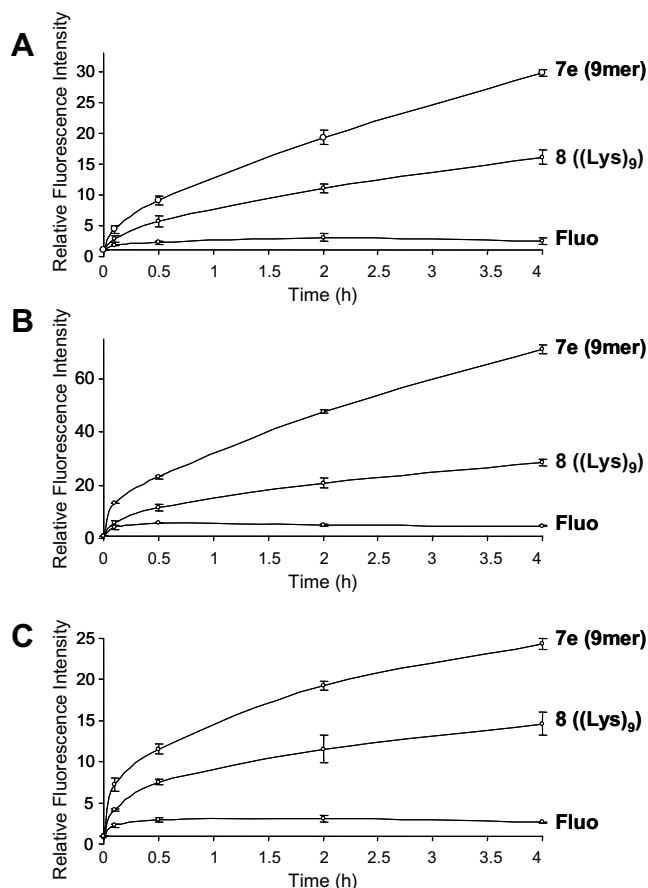 A
Relative Fluorescence Intensity
30
25
20
15
10
5
0
7e (9mer)
8 ((Lys)₉)
Fluo
0 0.5 1 1.5 2 2.5 3 3.5 4
Time (h)
B
Relative Fluorescence Intensity
60
40
20
0
7e (9mer)
8 ((Lys)₉)
Fluo
0 0.5 1 1.5 2 2.5 3 3.5 4
Time (h)
C
Relative Fluorescence Intensity
25
20
15
10
5
0
7e (9mer)
8 ((Lys)₉)
Fluo
0 0.5 1 1.5 2 2.5 3 3.5 4
Time (h)